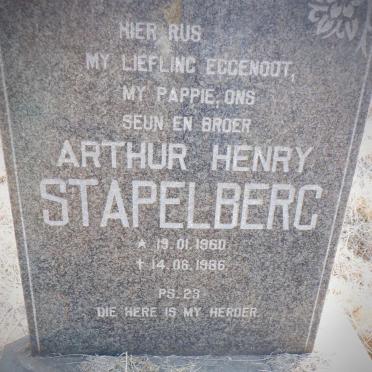 HIER RUS
MY LIEFLING EGGENOOT,
MY PAPPIE, ONS
SEUN EN BROER
ARTHUR HENRY
STAPELBERG
* 19.01.1960
† 14.06.1986
PS. 23
DIE HERE IS MY HERDER.